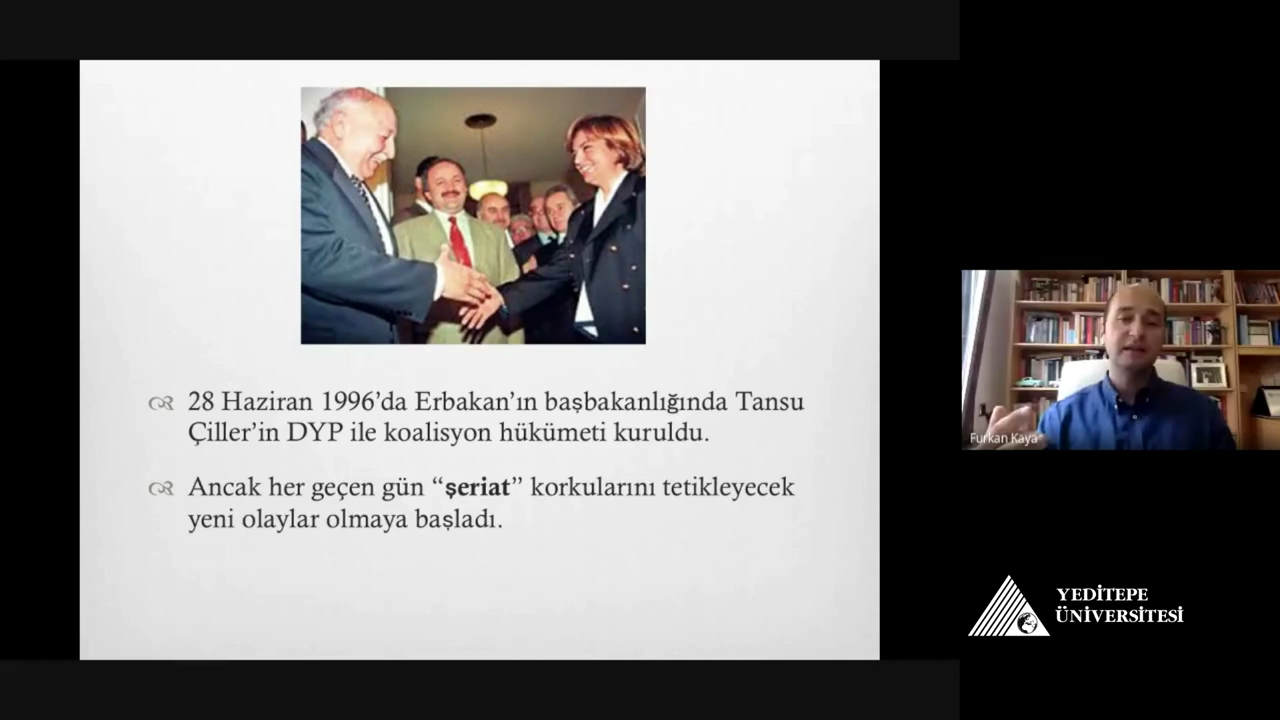 28 Haziran 1996’da Erbakan’ın başbakanlığında Tansu
Çiller’in DYP ile koalisyon hükümeti kuruldu.
Ancak her geçen gün “şeriat” korkularını tetikleyecek
yeni olaylar olmaya başladı.
Furkan Kaya
YEDİTEPE
ÜNİVERSİTESİ